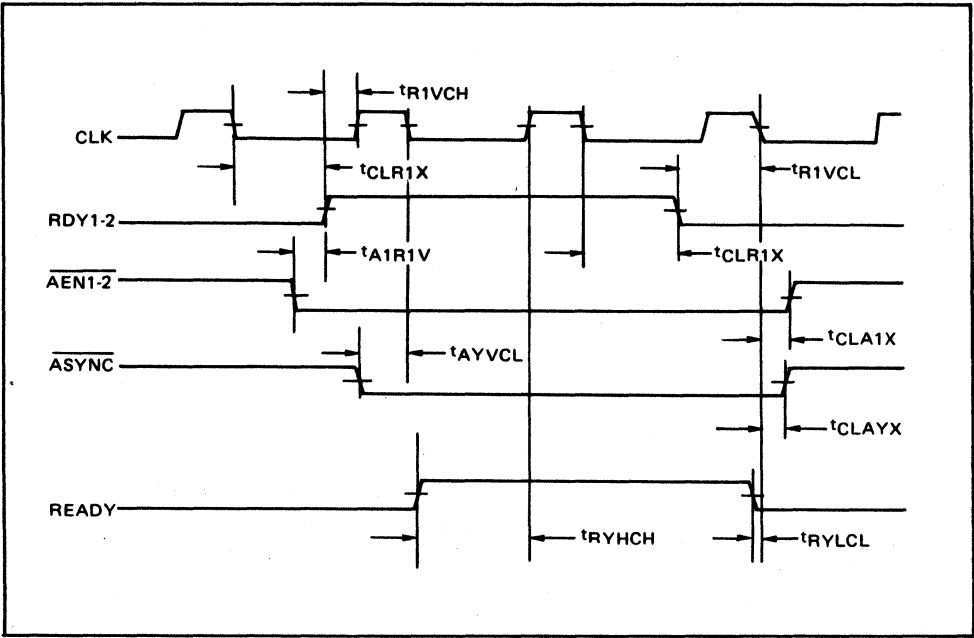 tR1VCH
CLK
tCLR1X
tR1VCL
RDY1-2
tA1R1V
tCLR1X
AEN1-2
tCLA1X
ASYNC
tAYVCL
tCLAYX
READY
tRYHCH
tRYLCL